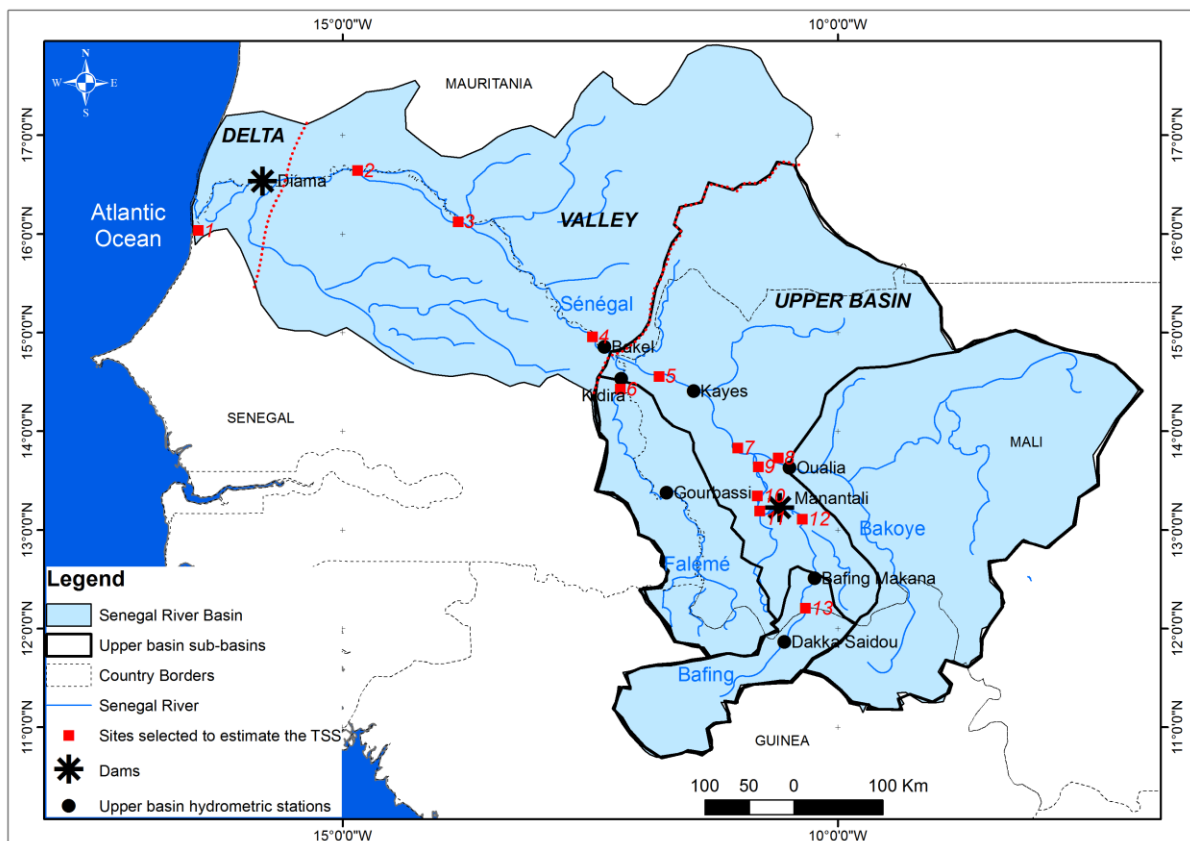 15°0'0"W
10°0'0"W
N
W
E
S
MAURITANIA
17°0'0"N
17°0'0"N
DELTA
2
Diama
VALLEY
3
Atlantic
Ocean
1
16°0'0"N
16°0'0"N
UPPER BASIN
Sénégal
15°0'0"N
15°0'0"N
4
Bakel
5
6
Kidira
Kayes
SENEGAL
14°0'0"N
14°0'0"N
MALI
7
8
9
Oualia
Gourbassi
10
Manantali
11
12
13°0'0"N
13°0'0"N
Bakoye
Falémé
Bafing Makana
13
12°0'0"N
12°0'0"N
Dakka Saidou
Bafing
11°0'0"N
11°0'0"N
GUINEA
Legend
Senegal River Basin
Upper basin sub-basins
Country Borders
Senegal River
Sites selected to estimate the TSS
Dams
Upper basin hydrometric stations
100 50 0 100 Km
15°0'0"W
10°0'0"W